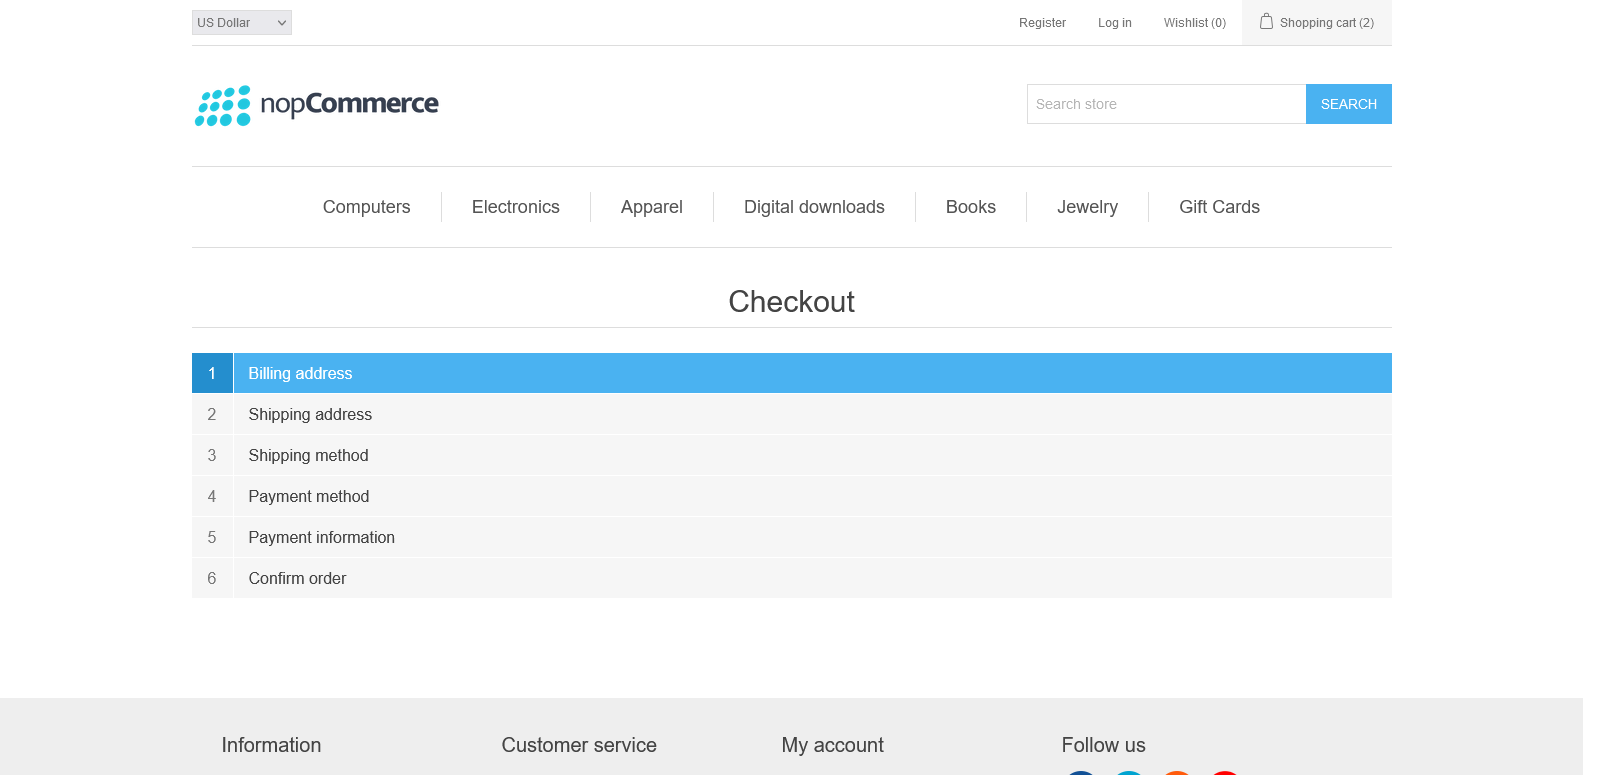 US Dollar
Register
Log in
Wishlist (0)
Shopping cart (2)
nopCommerce
Search store
SEARCH
Computers
Electronics
Apparel
Digital downloads
Books
Jewelry
Gift Cards
Checkout
1 Billing address
2 Shipping address
3 Shipping method
4 Payment method
5 Payment information
6 Confirm order
Information
Customer service
My account
Follow us